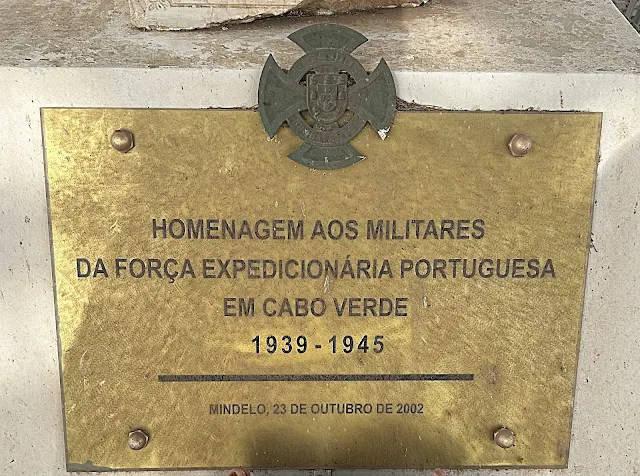 HOMENAGEM AOS MILITARES
DA FORÇA EXPEDICIONÁRIA PORTUGUESA
EM CABO VERDE
1939 - 1945
MINDELO, 23 DE OUTUBRO DE 2002